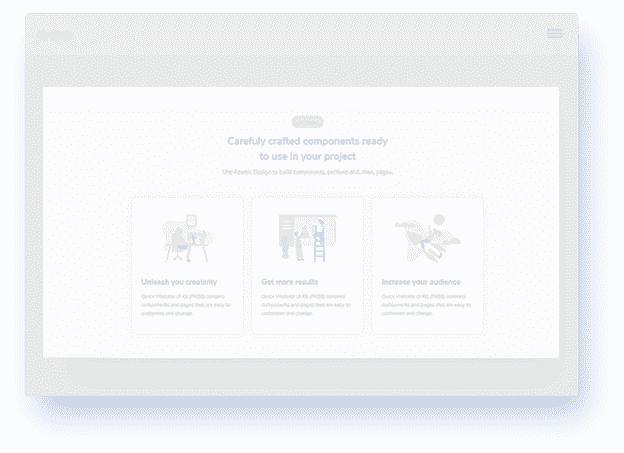 Carefuly crafted components ready
to use in your project
Use Atomic Design to build components, sections and, then, pages.
Unleash you creativity
Quick Website UI Kit (FREE) contains
components and pages that are easy to
customize and change.
Get more results
Quick Website UI Kit (FREE) contains
components and pages that are easy to
customize and change.
Increase your audience
Quick Website UI Kit (FREE) contains
components and pages that are easy to
customize and change.